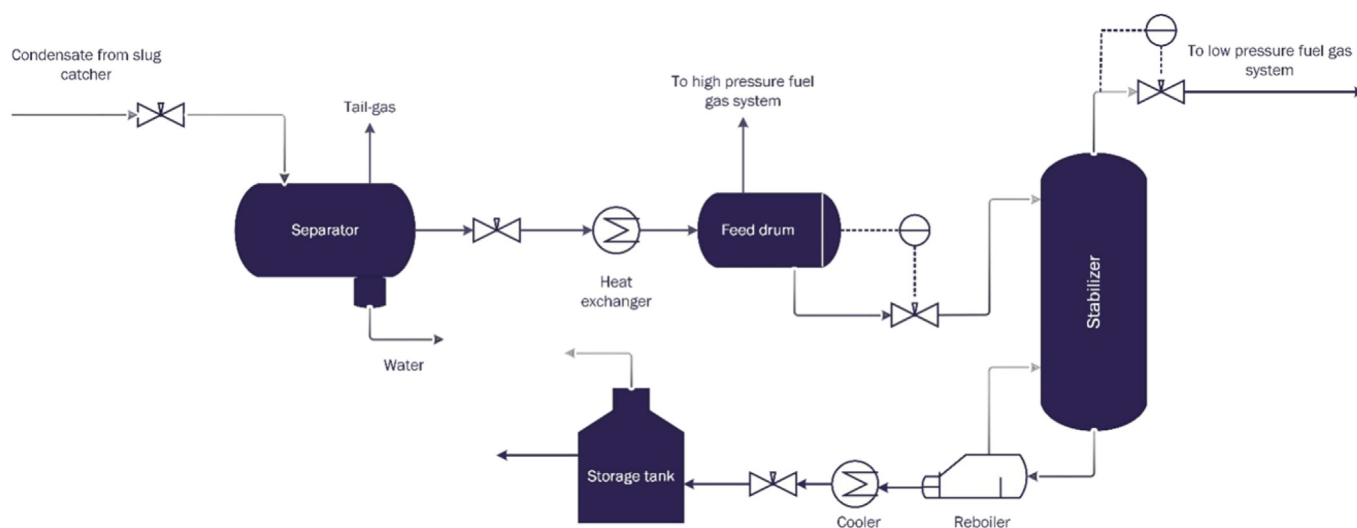 Condensate from slug
catcher
Tail-gas
To high pressure fuel
gas system
To low pressure fuel gas
system
Separator
Feed drum
Stabilizer
Heat
exchanger
Water
Storage tank
Cooler
Reboiler